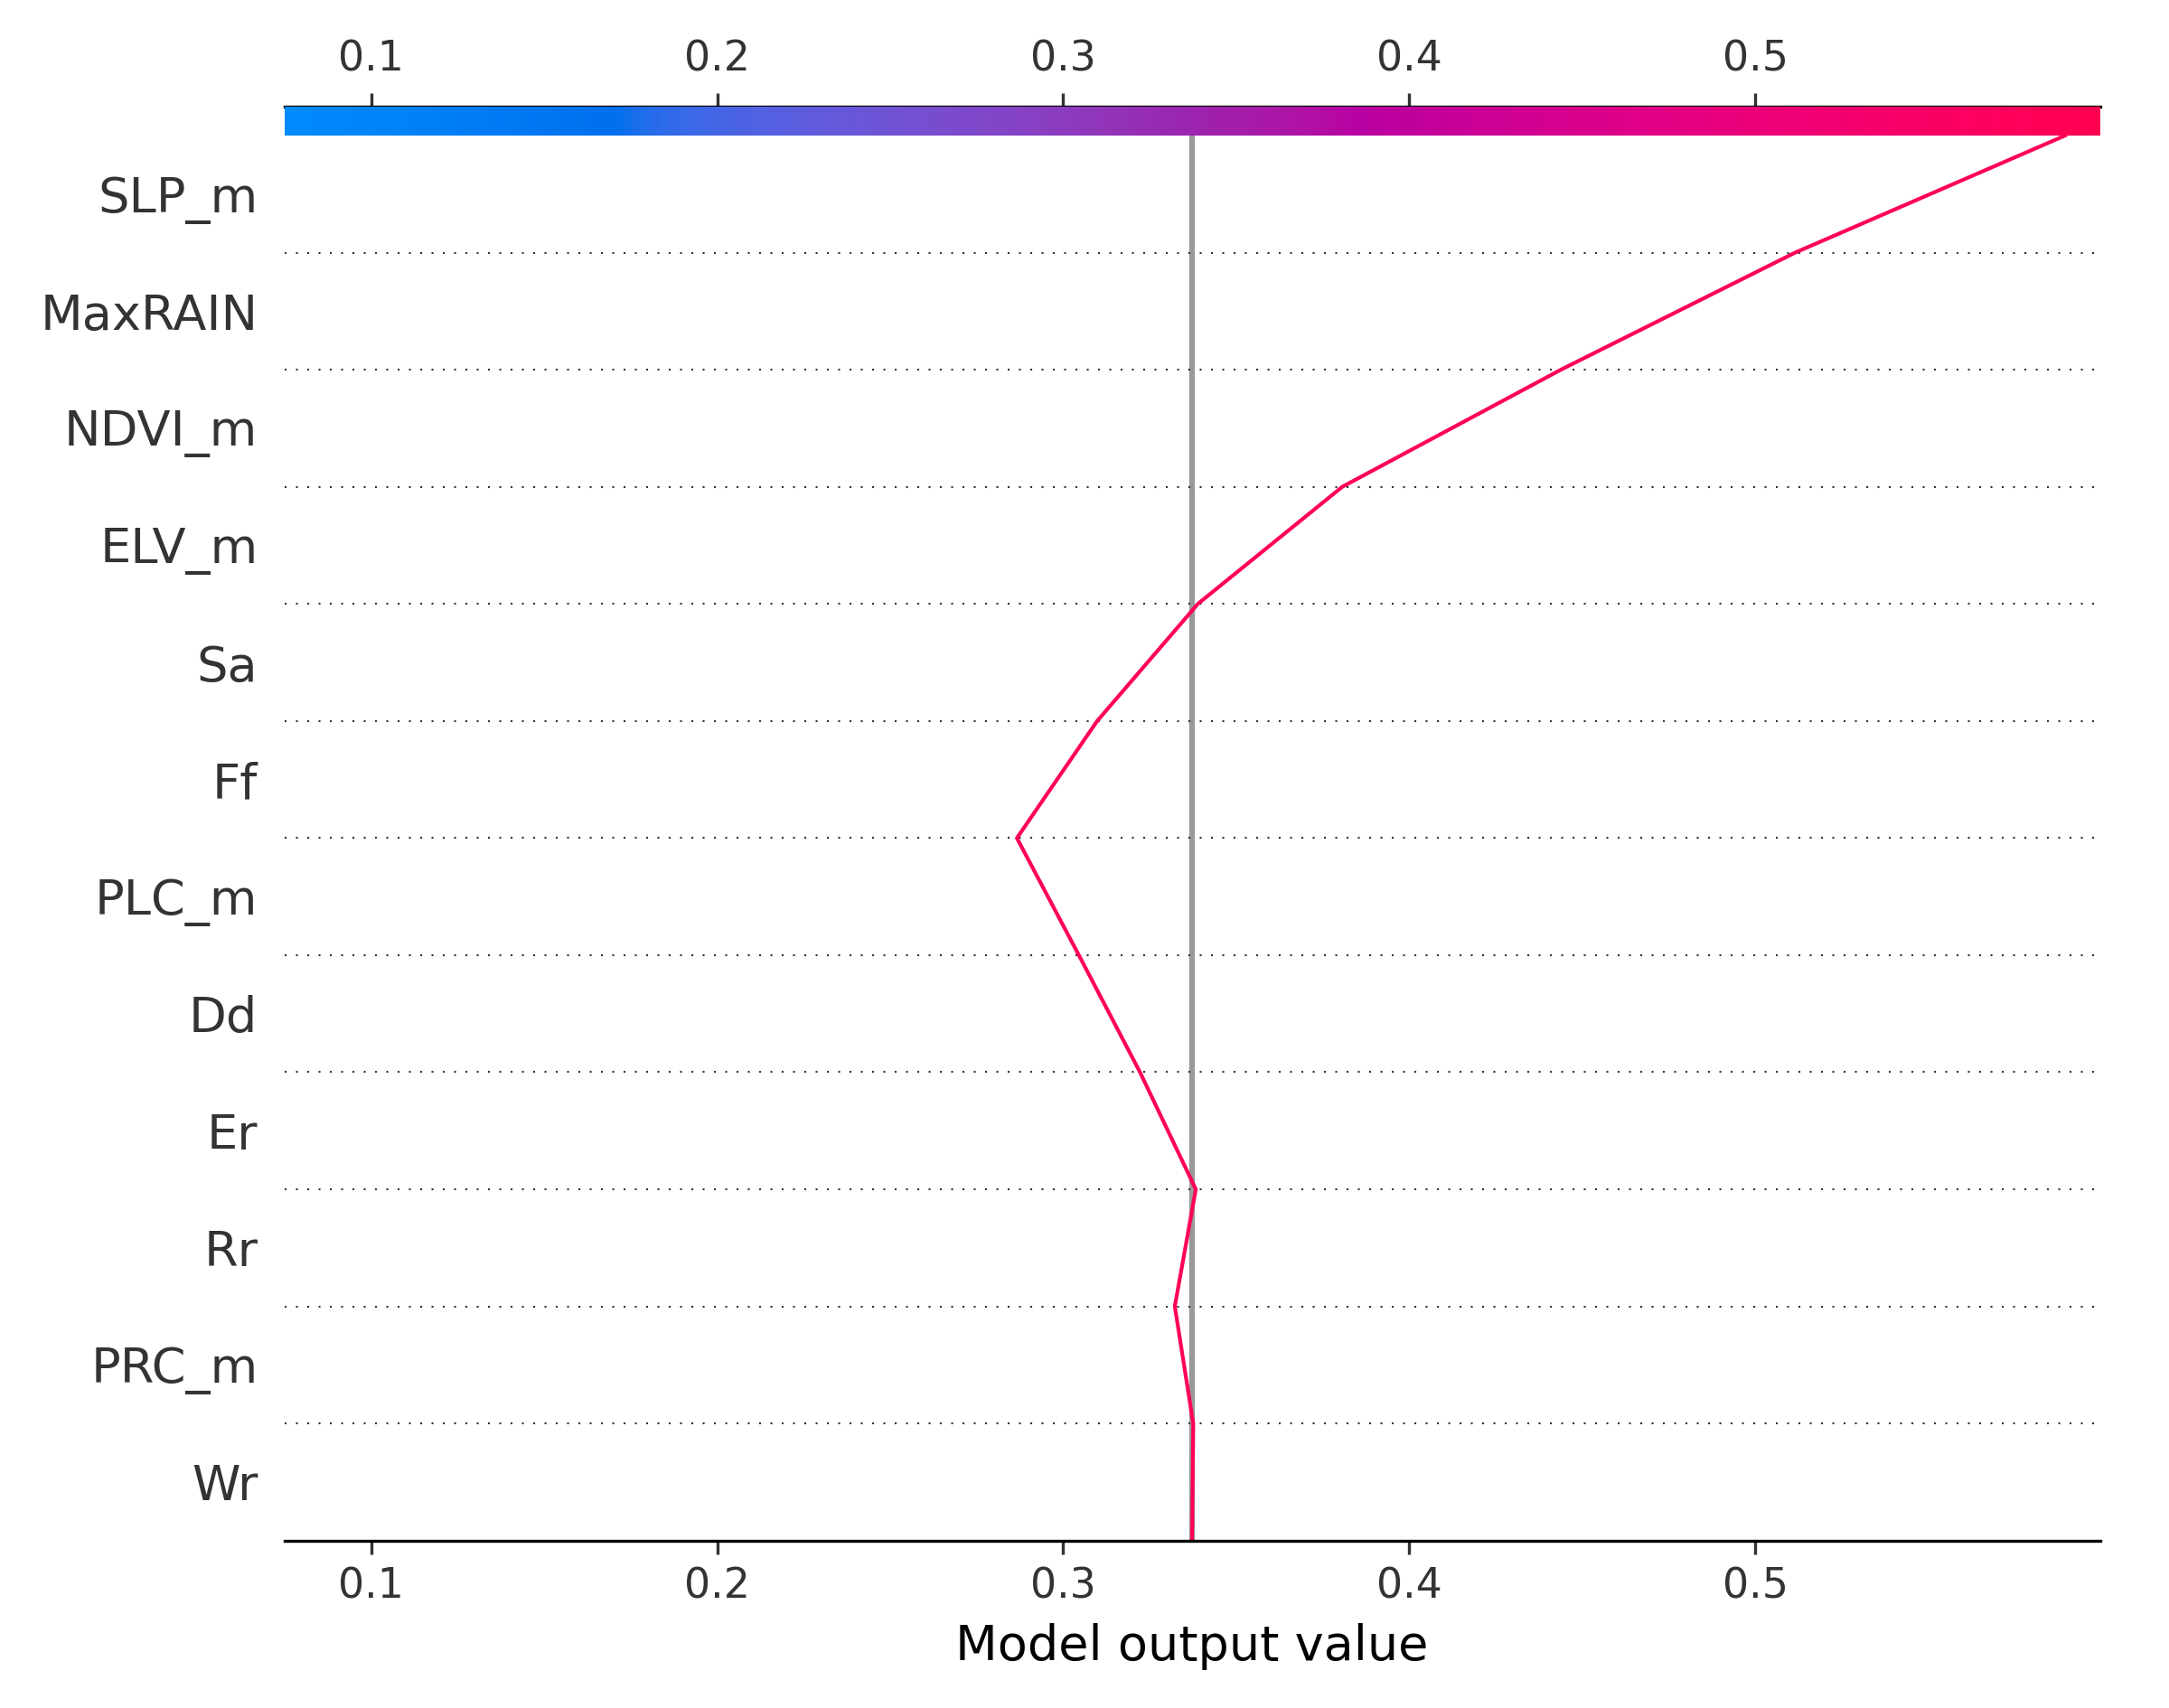 0.1 0.2 0.3 0.4 0.5
SLP_m
MaxRAIN
NDVI_m
ELV_m
Sa
Ff
PLC_m
Dd
Er
Rr
PRC_m
Wr
0.1 0.2 0.3 0.4 0.5
Model output value